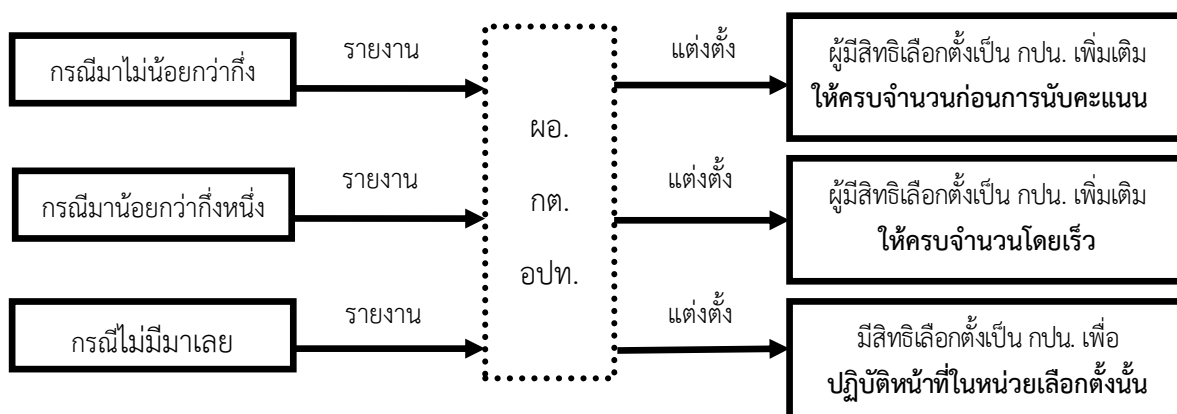 กรณีมาไม่น้อยกว่ากึ่ง
รายงาน
แต่งตั้ง
ผู้มีสิทธิเลือกตั้งเป็น กปน. เพิ่มเติม
ให้ครบจำนวนก่อนการนับคะแนน
ผอ.
กต.
อปท.
กรณีมาน้อยกว่ากึ่งหนึ่ง
รายงาน
แต่งตั้ง
ผู้มีสิทธิเลือกตั้งเป็น กปน. เพิ่มเติม
ให้ครบจำนวนโดยเร็ว
กรณีไม่มีมาเลย
รายงาน
แต่งตั้ง
มีสิทธิเลือกตั้งเป็น กปน. เพื่อ
ปฏิบัติหน้าที่ในหน่วยเลือกตั้งนั้น